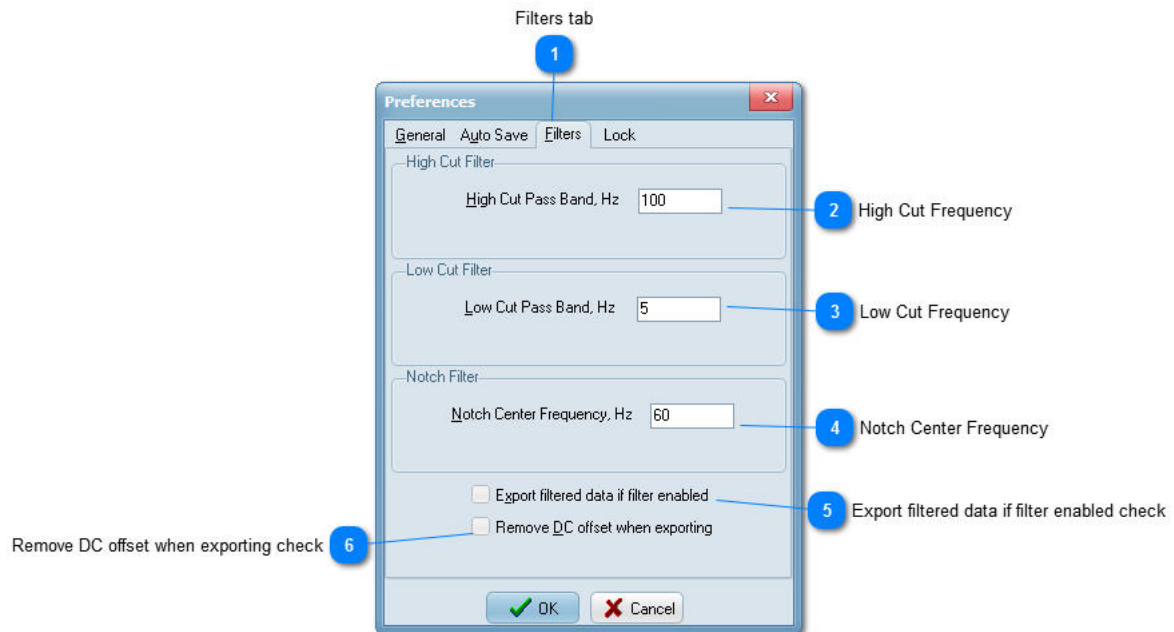 Filters tab
1
Preferences
General Auto Save Filters Lock
High Cut Filter
High Cut Pass Band, Hz 100
2 High Cut Frequency
Low Cut Filter
Low Cut Pass Band, Hz 5
3 Low Cut Frequency
Notch Filter
Notch Center Frequency, Hz 60
4 Notch Center Frequency
Export filtered data if filter enabled
5 Export filtered data if filter enabled check
Remove DC offset when exporting
Remove DC offset when exporting check 6
OK Cancel